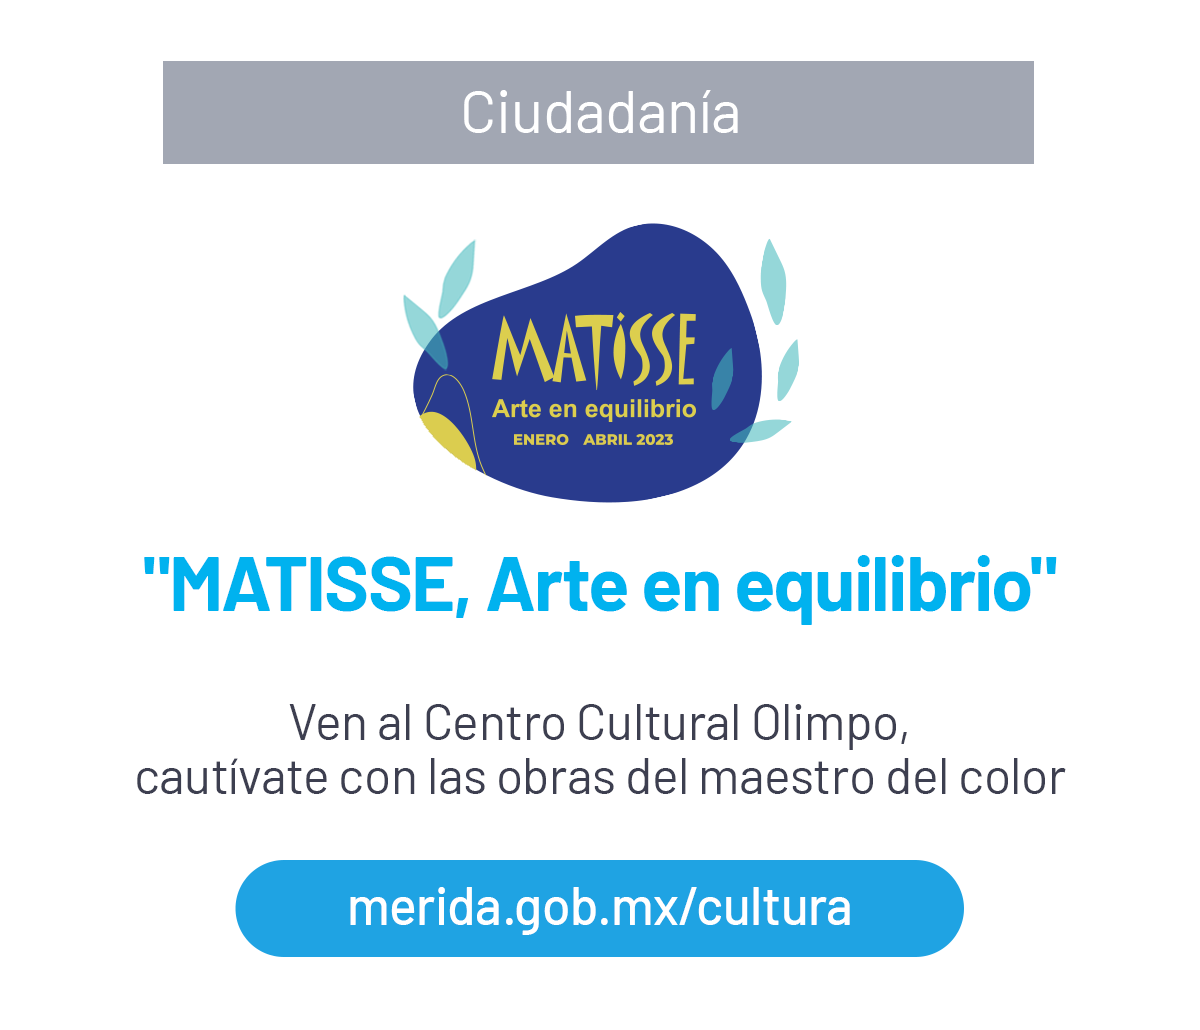 Ciudadanía
MATISSE
Arte en equilibrio
ENERO ABRIL 2023
"MATISSE, Arte en equilibrio"
Ven al Centro Cultural Olimpo,
cautívate con las obras del maestro del color
merida.gob.mx/cultura